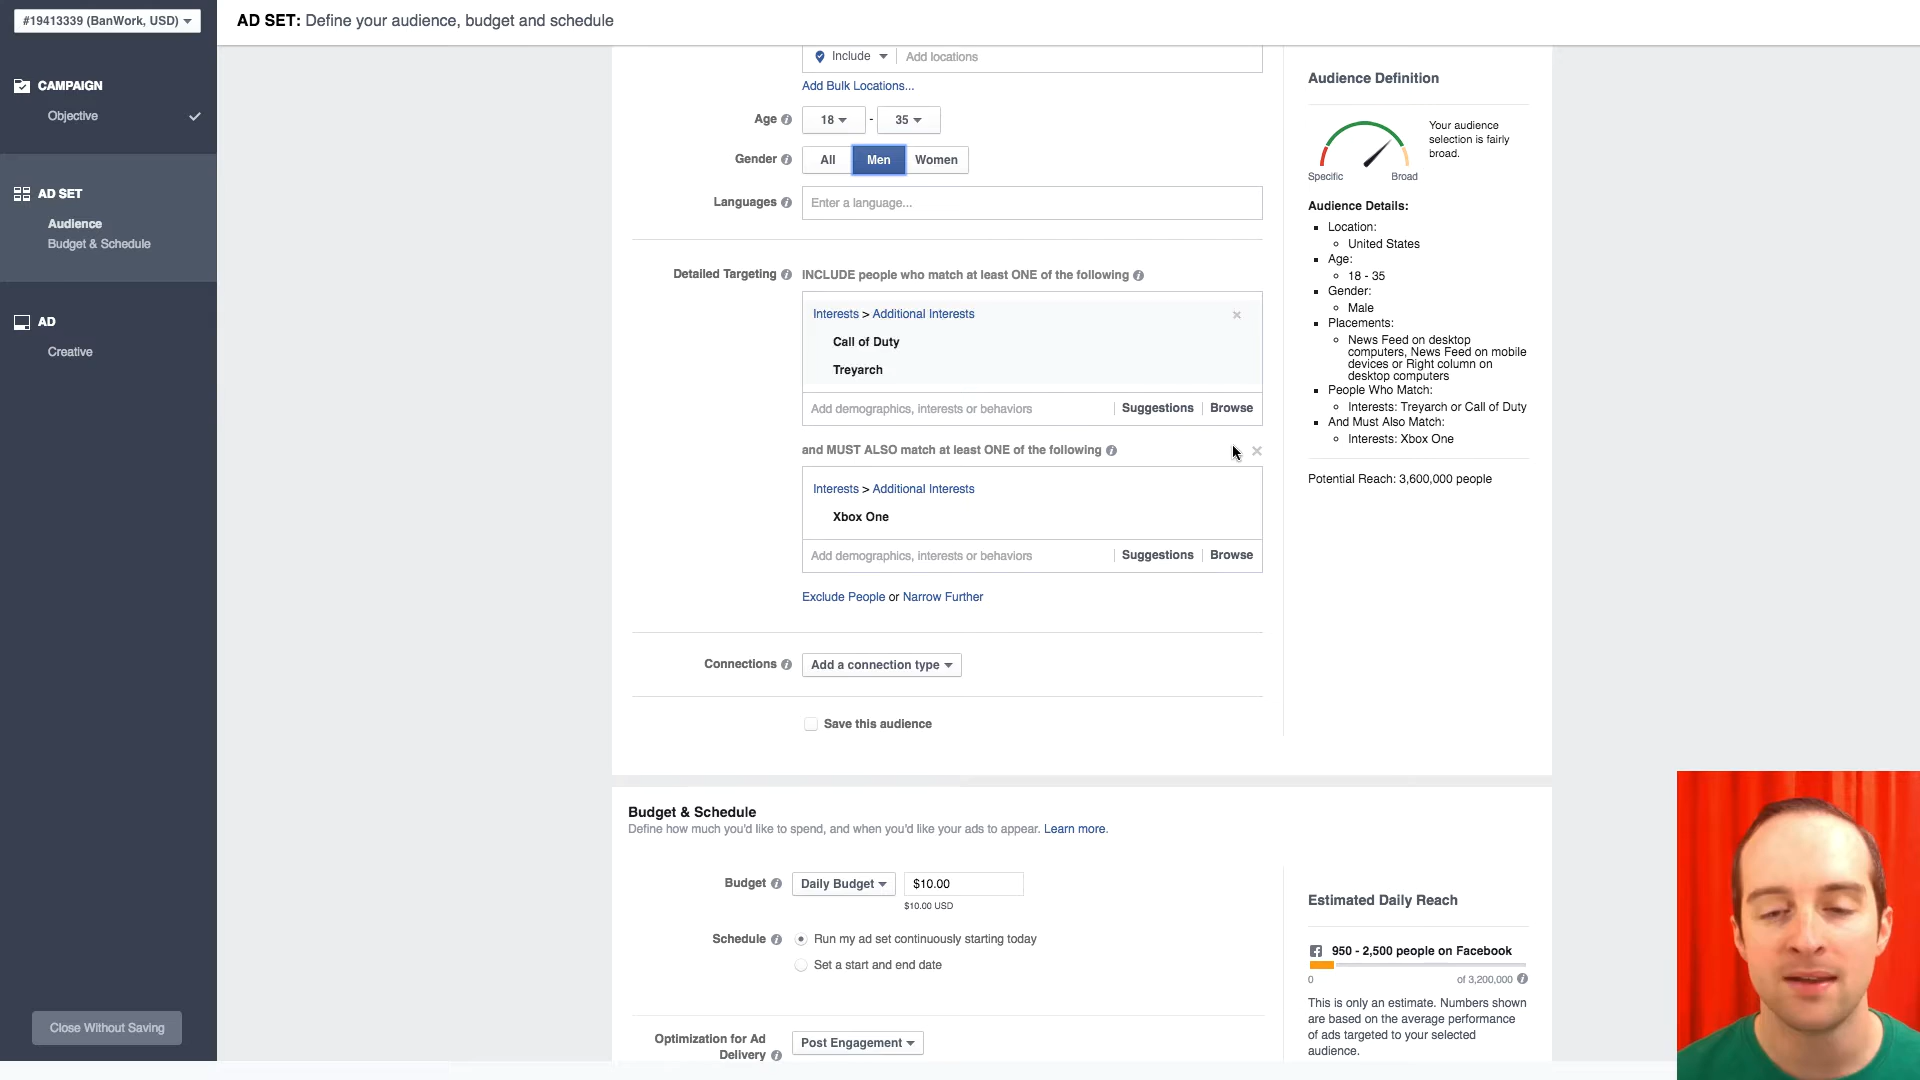 #19413339 (BanWork, USD)
AD SET: Define your audience, budget and schedule
CAMPAIGN
Objective
AD SET
Audience
Budget & Schedule
AD
Creative
Close Without Saving
Include
Add locations
Add Bulk Locations...
Age
18
-
35
Gender
All
Men
Women
Languages
Enter a language...
Detailed Targeting
INCLUDE people who match at least ONE of the following
Interests > Additional Interests
Call of Duty
Treyarch
Add demographics, interests or behaviors
Suggestions
Browse
and MUST ALSO match at least ONE of the following
Interests > Additional Interests
Xbox One
Add demographics, interests or behaviors
Suggestions
Browse
Exclude People or Narrow Further
Connections
Add a connection type
Save this audience
Audience Definition
Your audience
selection is fairly
broad.
Specific
Broad
Audience Details:
Location:
United States
Age:
18 - 35
Gender:
Male
Placements:
News Feed on desktop
computers, News Feed on mobile
devices or Right column on
desktop computers
People Who Match:
Interests: Treyarch or Call of Duty
And Must Also Match:
Interests: Xbox One
Potential Reach: 3,600,000 people
Budget & Schedule
Define how much you'd like to spend, and when you'd like your ads to appear. Learn more.
Budget
Daily Budget
$10.00
$10.00 USD
Schedule
Run my ad set continuously starting today
Set a start and end date
Optimization for Ad
Delivery
Post Engagement
Estimated Daily Reach
950 - 2,500 people on Facebook
0
of 3,200,000
This is only an estimate. Numbers shown
are based on the average performance
of ads targeted to your selected
audience.